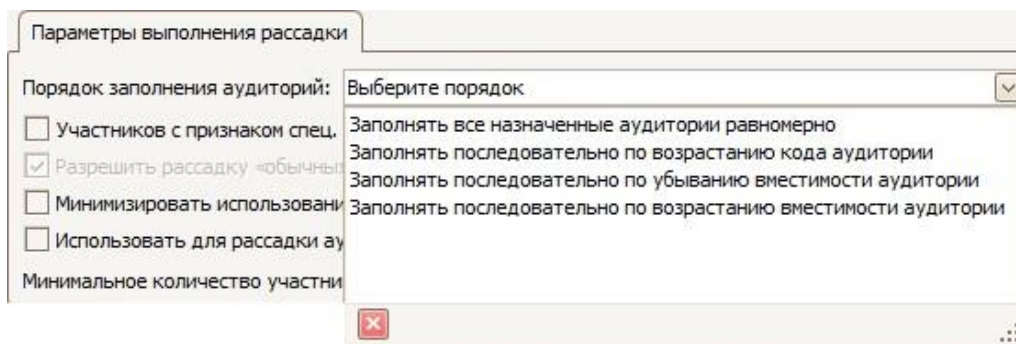 Параметры выполнения рассадки
Порядок заполнения аудиторий: Выберите порядок
Заполнять все назначенные аудитории равномерно
Заполнять последовательно по возрастанию кода аудитории
Заполнять последовательно по убыванию вместимости аудитории
Заполнять последовательно по возрастанию вместимости аудитории
Участников с признаком спец.
Разрешить рассадку «обычных
Минимизировать использовани
Использовать для рассадки ау
Минимальное количество участни